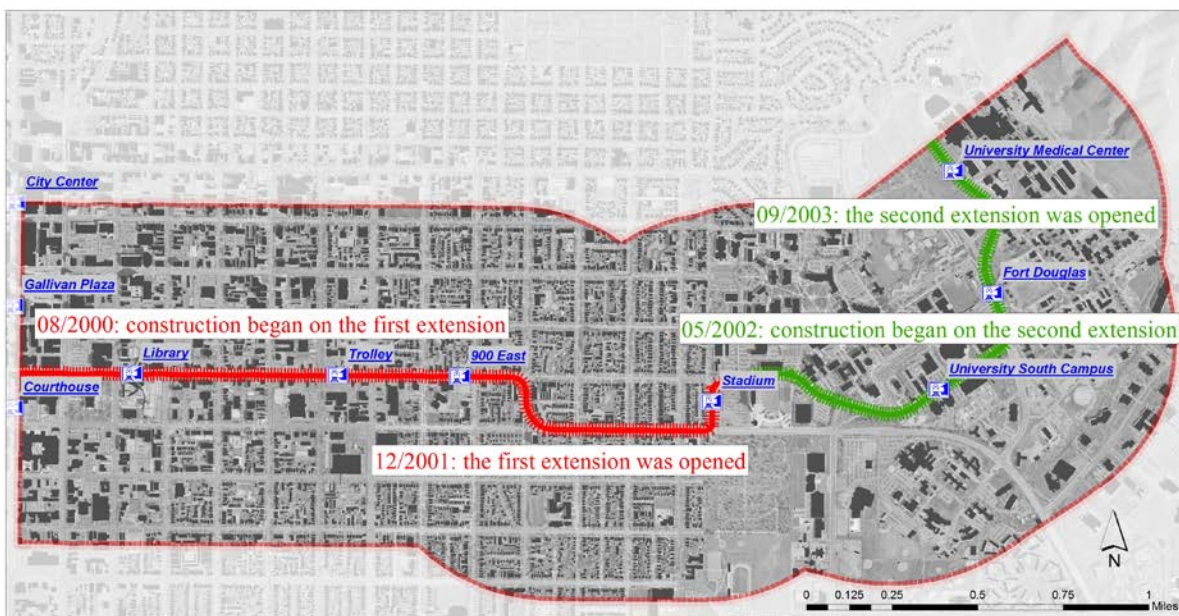 University Medical Center
City Center
09/2003: the second extension was opened
Fort Douglas
Gallivan Plaza
08/2000: construction began on the first extension
05/2002: construction began on the second extension
Library
Trolley
900 East
University South Campus
Courthouse
Stadium
12/2001: the first extension was opened
N
0 0.125 0.25 0.5 0.75 1
Miles